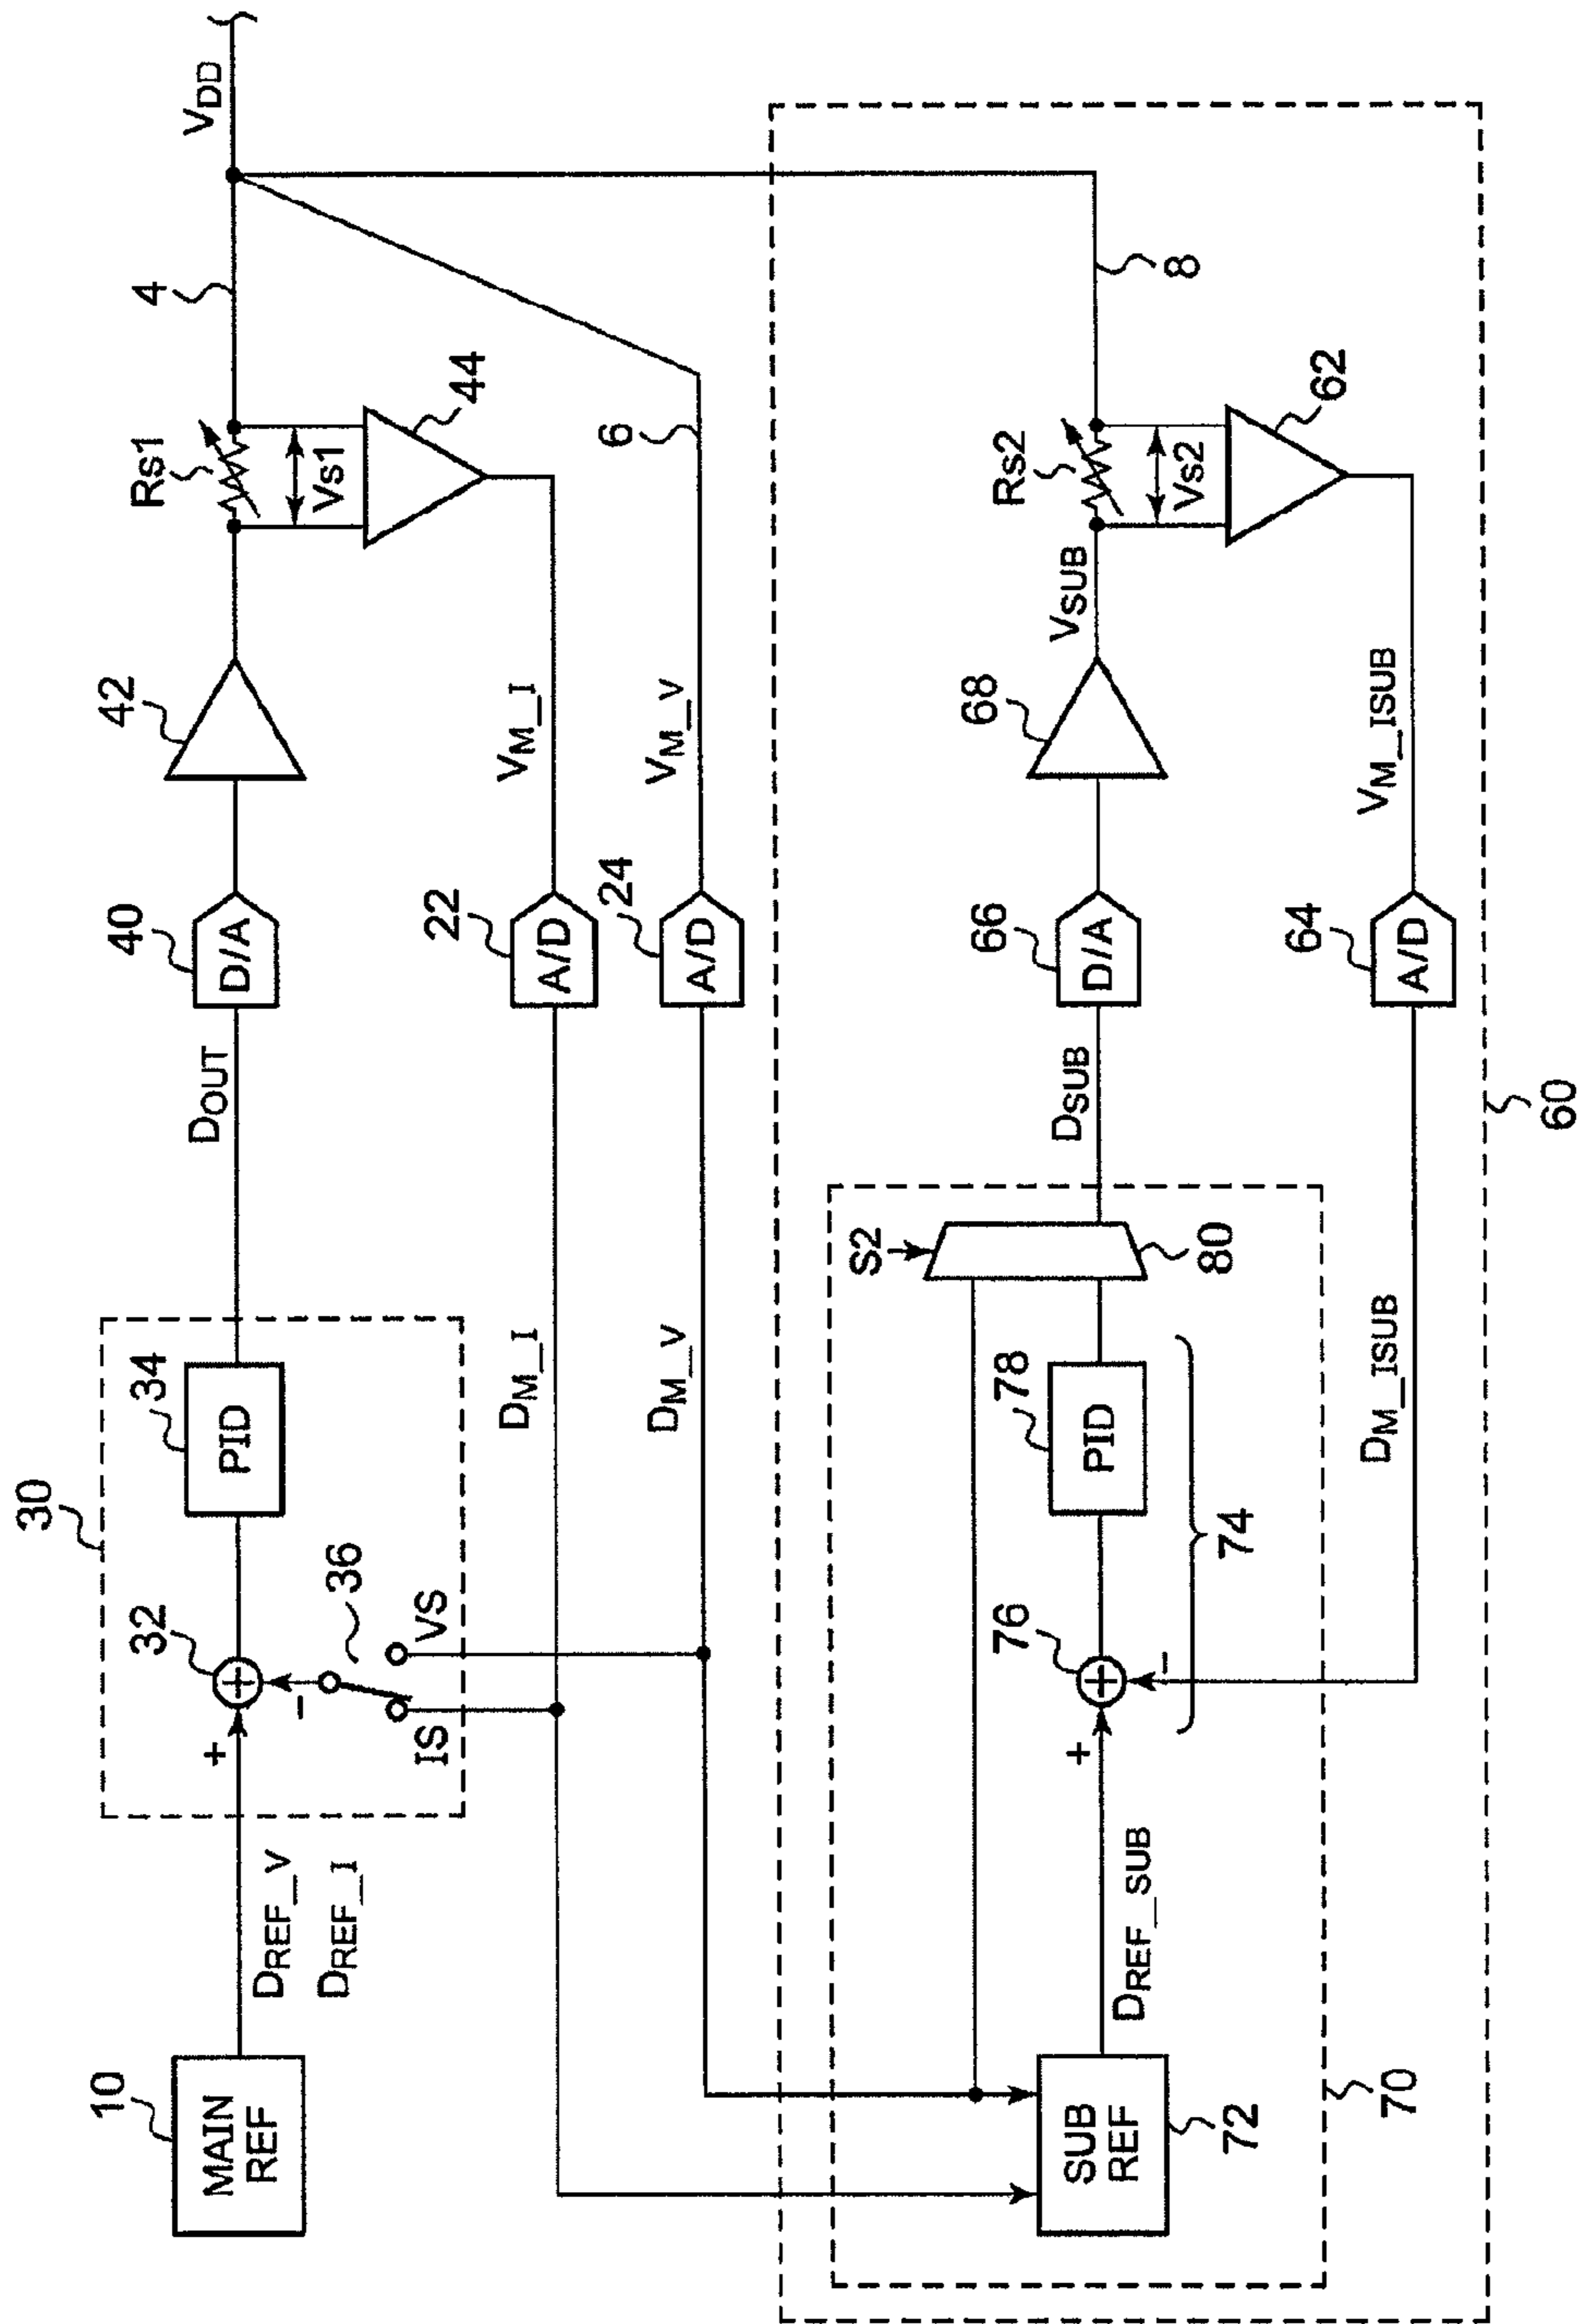 10
MAIN
REF
DREF_V
DREF_I
30
32
+
-
36
IS
VS
34
PID
DOUT
40
D/A
42
Rs1
Vs1
44
4
VDD
DM_I
22
A/D
VM_I
DM_V
24
A/D
VM_V
6
SUB
REF
72
70
DREF_SUB
76
+
-
78
PID
74
S2
80
DSUB
66
D/A
68
VSUB
Rs2
Vs2
62
8
DM_ISUB
64
A/D
VM_ISUB
60